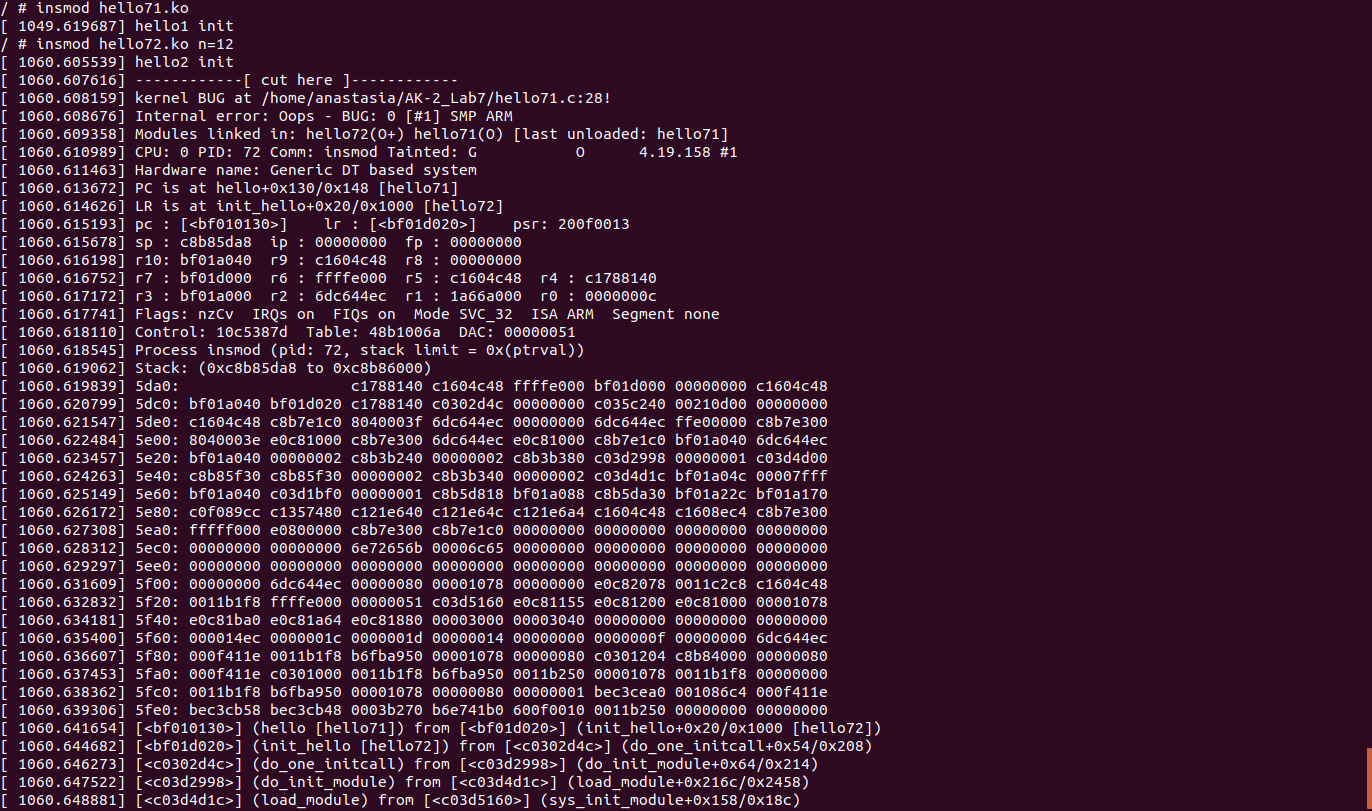 / # insmod hello71.ko
[ 1049.619687] hello1 init
/ # insmod hello72.ko n=12
[ 1060.605539] hello2 init
[ 1060.607616] ------------[ cut here ]------------
[ 1060.608159] kernel BUG at /home/anastasia/AK-2_Lab7/hello71.c:28!
[ 1060.608676] Internal error: Oops - BUG: 0 [#1] SMP ARM
[ 1060.609358] Modules linked in: hello72(O+) hello71(O) [last unloaded: hello71]
[ 1060.610989] CPU: 0 PID: 72 Comm: insmod Tainted: G           O      4.19.158 #1
[ 1060.611463] Hardware name: Generic DT based system
[ 1060.613672] PC is at hello+0x130/0x148 [hello71]
[ 1060.614626] LR is at init_hello+0x20/0x1000 [hello72]
[ 1060.615193] pc : [<bf010130>]    lr : [<bf01d020>]    psr: 200f0013
[ 1060.615678] sp : c8b85da8  ip : 00000000  fp : 00000000
[ 1060.616198] r10: bf01a040  r9 : c1604c48  r8 : 00000000
[ 1060.616752] r7 : bf01d000  r6 : ffffe000  r5 : c1604c48  r4 : c1788140
[ 1060.617172] r3 : bf01a000  r2 : 6dc644ec  r1 : 1a66a000  r0 : 0000000c
[ 1060.617741] Flags: nzCv  IRQs on  FIQs on  Mode SVC_32  ISA ARM  Segment none
[ 1060.618110] Control: 10c5387d  Table: 48b1006a  DAC: 00000051
[ 1060.618545] Process insmod (pid: 72, stack limit = 0x(ptrval))
[ 1060.619062] Stack: (0xc8b85da8 to 0xc8b86000)
[ 1060.619839] 5da0:                   c1788140 c1604c48 ffffe000 bf01d000 00000000 c1604c48
[ 1060.620799] 5dc0: bf01a040 bf01d020 c1788140 c0302d4c 00000000 c035c240 00210d00 00000000
[ 1060.621547] 5de0: c1604c48 c8b7e1c0 8040003f 6dc644ec 00000000 6dc644ec ffe00000 c8b7e300
[ 1060.622484] 5e00: 8040003e e0c81000 c8b7e300 6dc644ec e0c81000 c8b7e1c0 bf01a040 6dc644ec
[ 1060.623457] 5e20: bf01a040 00000002 c8b3b240 00000002 c8b3b380 c03d2998 00000001 c03d4d00
[ 1060.624263] 5e40: c8b85f30 c8b85f30 00000002 c8b3b340 00000002 c03d4d1c bf01a04c 00007fff
[ 1060.625149] 5e60: bf01a040 c03d1bf0 00000001 c8b5d818 bf01a088 c8b5da30 bf01a22c bf01a170
[ 1060.626172] 5e80: c0f089cc c1357480 c121e640 c121e64c c121e6a4 c1604c48 c1608ec4 c8b7e300
[ 1060.627308] 5ea0: fffff000 e0800000 c8b7e300 c8b7e1c0 00000000 00000000 00000000 00000000
[ 1060.628312] 5ec0: 00000000 00000000 6e72656b 00006c65 00000000 00000000 00000000 00000000
[ 1060.629297] 5ee0: 00000000 00000000 00000000 00000000 00000000 00000000 00000000 00000000
[ 1060.631609] 5f00: 00000000 6dc644ec 00000080 00001078 00000000 e0c82078 0011c2c8 c1604c48
[ 1060.632832] 5f20: 0011b1f8 ffffe000 00000051 c03d5160 e0c81155 e0c81200 e0c81000 00001078
[ 1060.634181] 5f40: e0c81ba0 e0c81a64 e0c81880 00003000 00003040 00000000 00000000 00000000
[ 1060.635400] 5f60: 000014ec 0000001c 0000001d 00000014 00000000 0000000f 00000000 6dc644ec
[ 1060.636607] 5f80: 000f411e 0011b1f8 b6fba950 00001078 00000080 c0301204 c8b84000 00000080
[ 1060.637453] 5fa0: 000f411e c0301000 0011b1f8 b6fba950 0011b250 00001078 0011b1f8 00000000
[ 1060.638362] 5fc0: 0011b1f8 b6fba950 00001078 00000080 00000001 bec3cea0 001086c4 000f411e
[ 1060.639306] 5fe0: bec3cb58 bec3cb48 0003b270 b6e741b0 600f0010 0011b250 00000000 00000000
[ 1060.641654] [<bf010130>] (hello [hello71]) from [<bf01d020>] (init_hello+0x20/0x1000 [hello72])
[ 1060.644682] [<bf01d020>] (init_hello [hello72]) from [<c0302d4c>] (do_one_initcall+0x54/0x208)
[ 1060.646273] [<c0302d4c>] (do_one_initcall) from [<c03d2998>] (do_init_module+0x64/0x214)
[ 1060.647522] [<c03d2998>] (do_init_module) from [<c03d4d1c>] (load_module+0x216c/0x2458)
[ 1060.648881] [<c03d4d1c>] (load_module) from [<c03d5160>] (sys_init_module+0x158/0x18c)